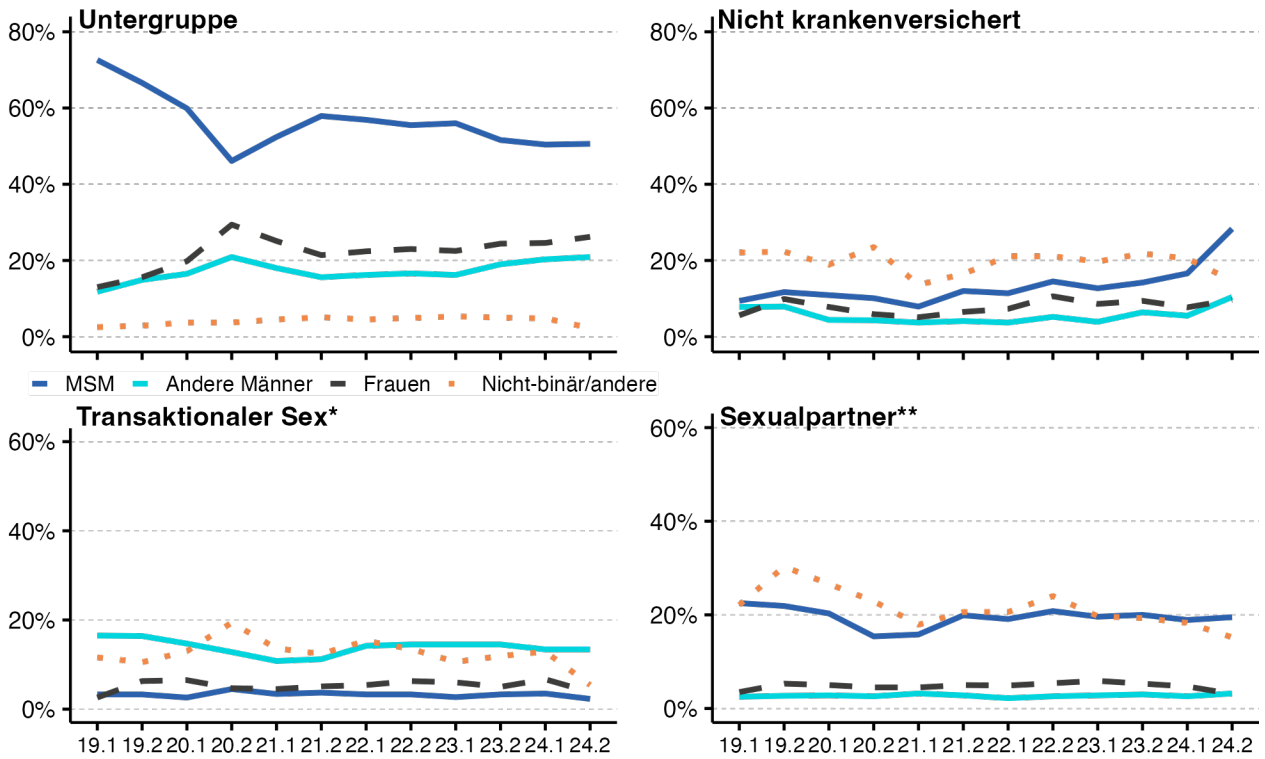 Untergruppe
80%
60%
40%
20%
0%
Nicht krankenversichert
80%
60%
40%
20%
0%
MSM Andere Männer Frauen Nicht-binär/andere
Transaktionaler Sex*
60%
40%
20%
0%
19.1 19.2 20.1 20.2 21.1 21.2 22.1 22.2 23.1 23.2 24.1 24.2
Sexualpartner**
60%
40%
20%
0%
19.1 19.2 20.1 20.2 21.1 21.2 22.1 22.2 23.1 23.2 24.1 24.2